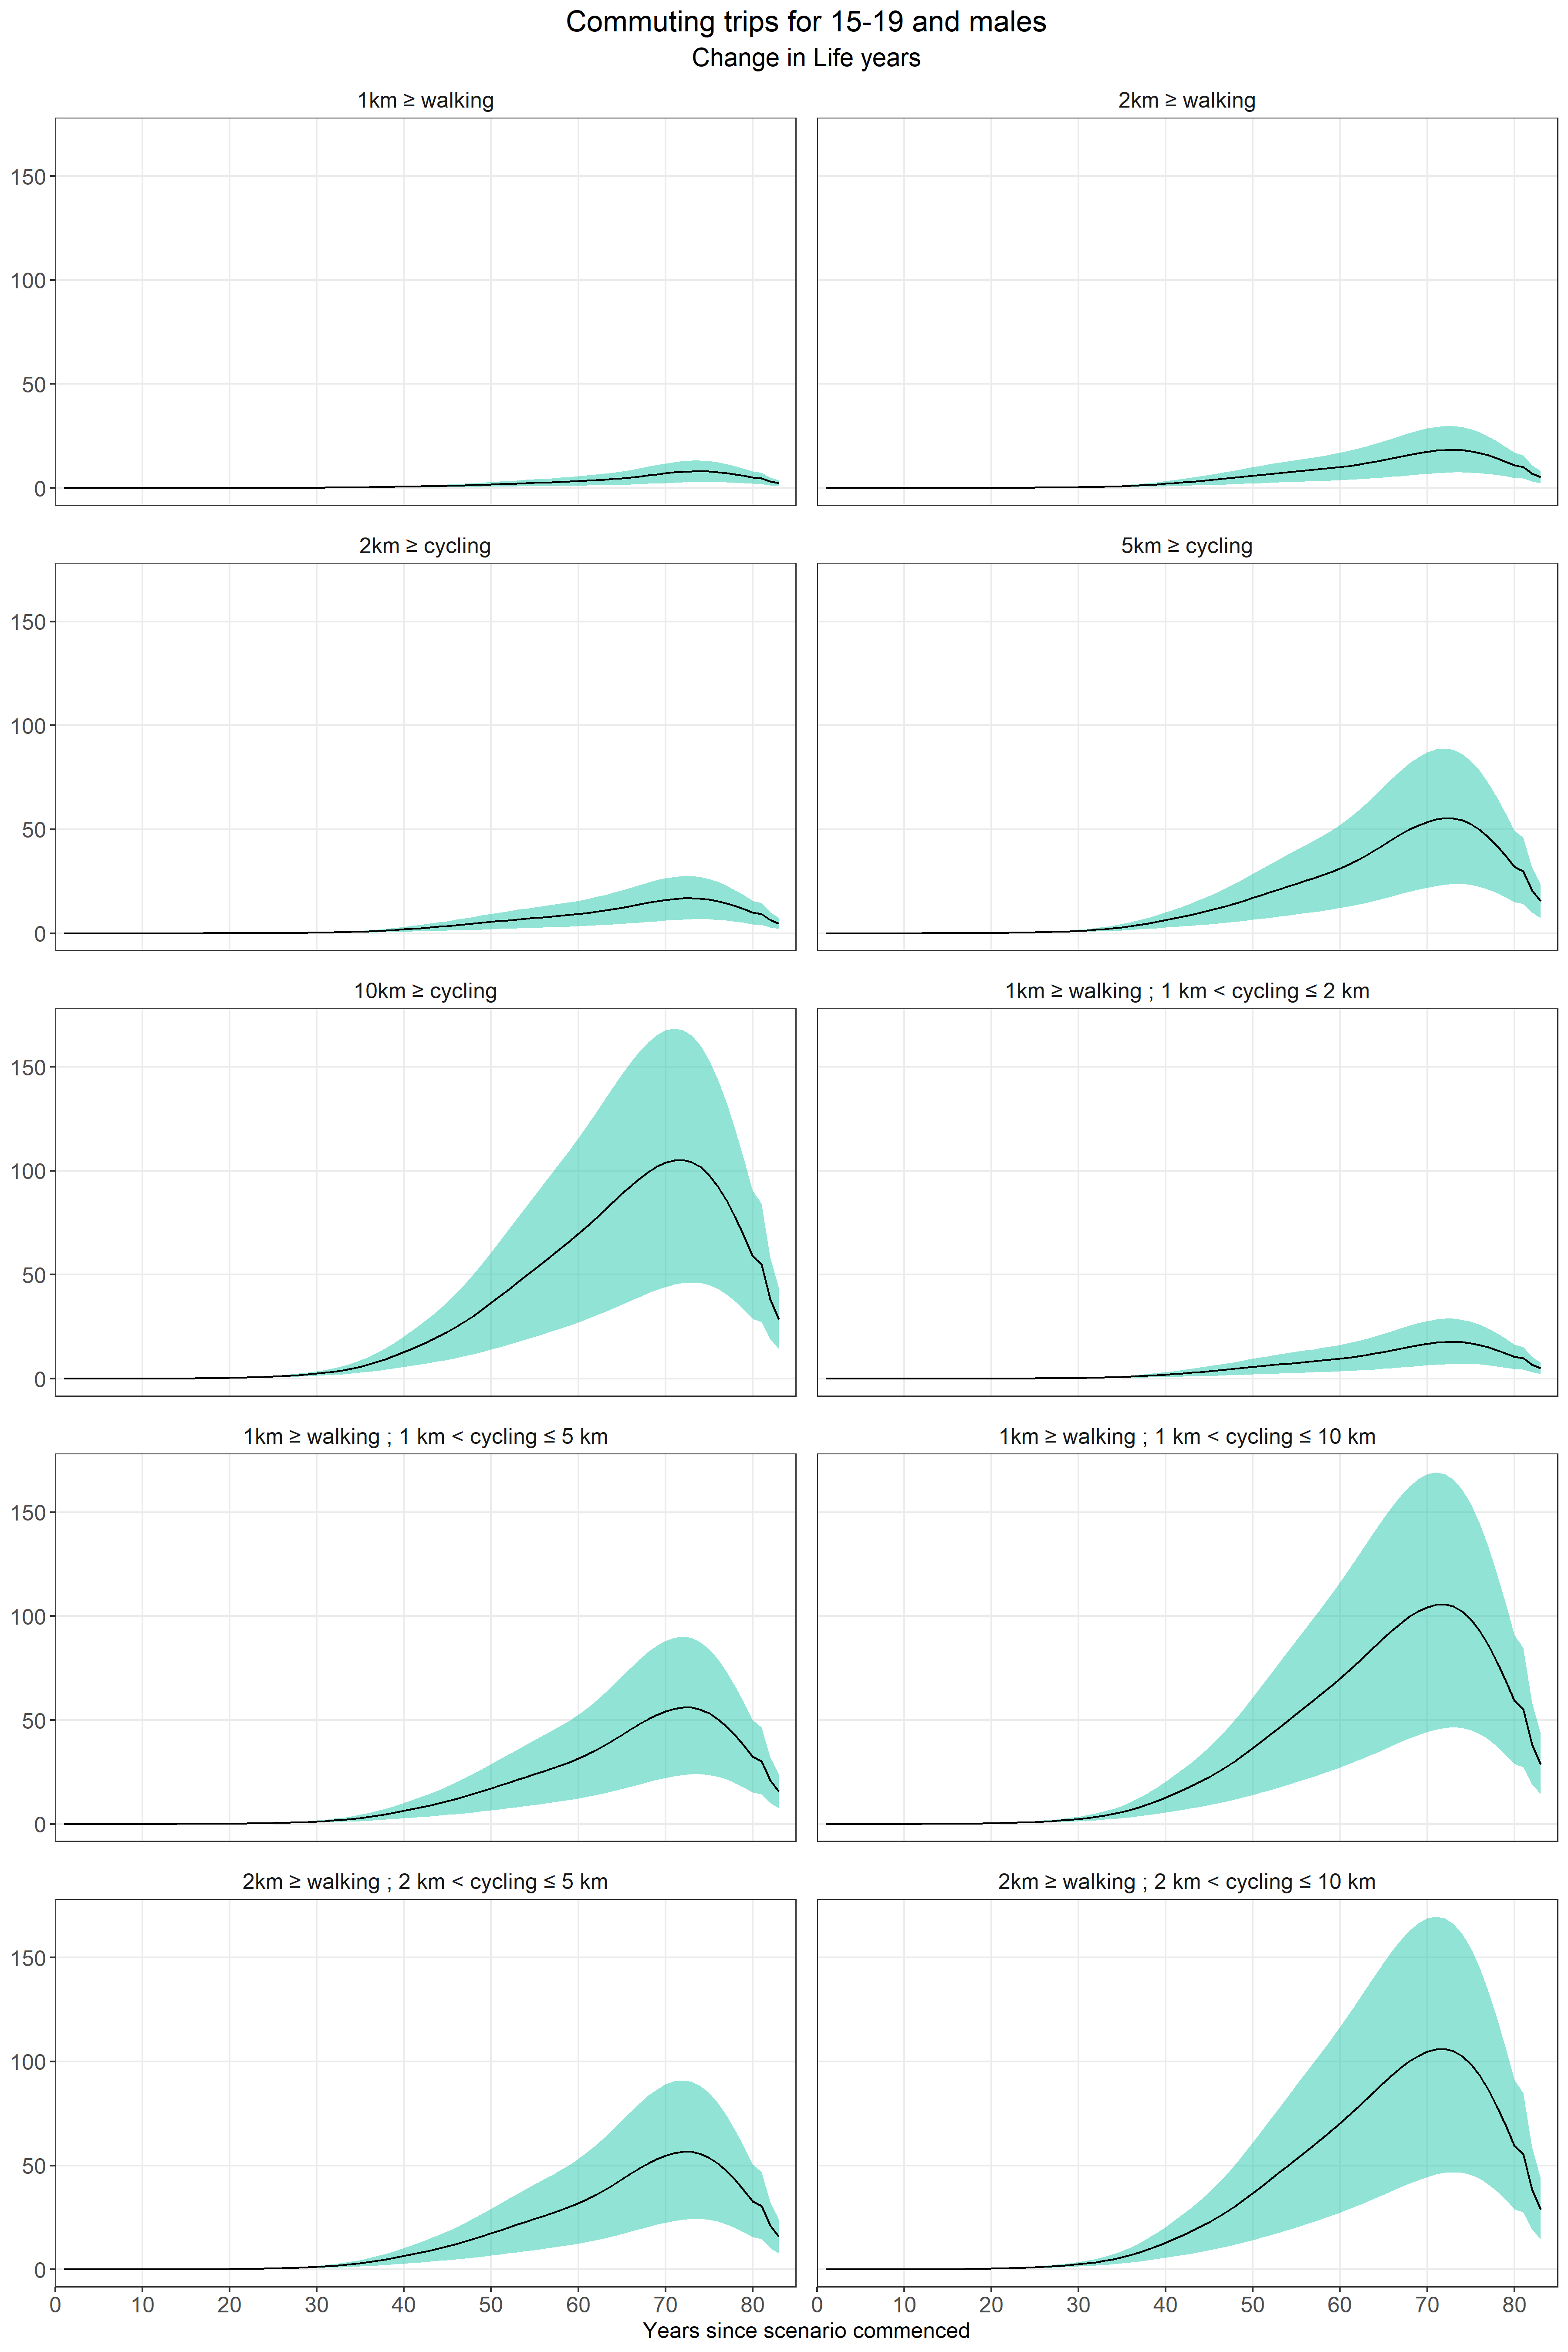 Commuting trips for 15-19 and males
Change in Life years
1km ≥ walking
2km ≥ walking
150
100
50
0
2km ≥ cycling
5km ≥ cycling
150
100
50
0
10km ≥ cycling
1km ≥ walking ; 1 km < cycling ≤ 2 km
150
100
50
0
1km ≥ walking ; 1 km < cycling ≤ 5 km
1km ≥ walking ; 1 km < cycling ≤ 10 km
150
100
50
0
2km ≥ walking ; 2 km < cycling ≤ 5 km
2km ≥ walking ; 2 km < cycling ≤ 10 km
150
100
50
0
0 10 20 30 40 50 60 70 80
0 10 20 30 40 50 60 70 80
Years since scenario commenced